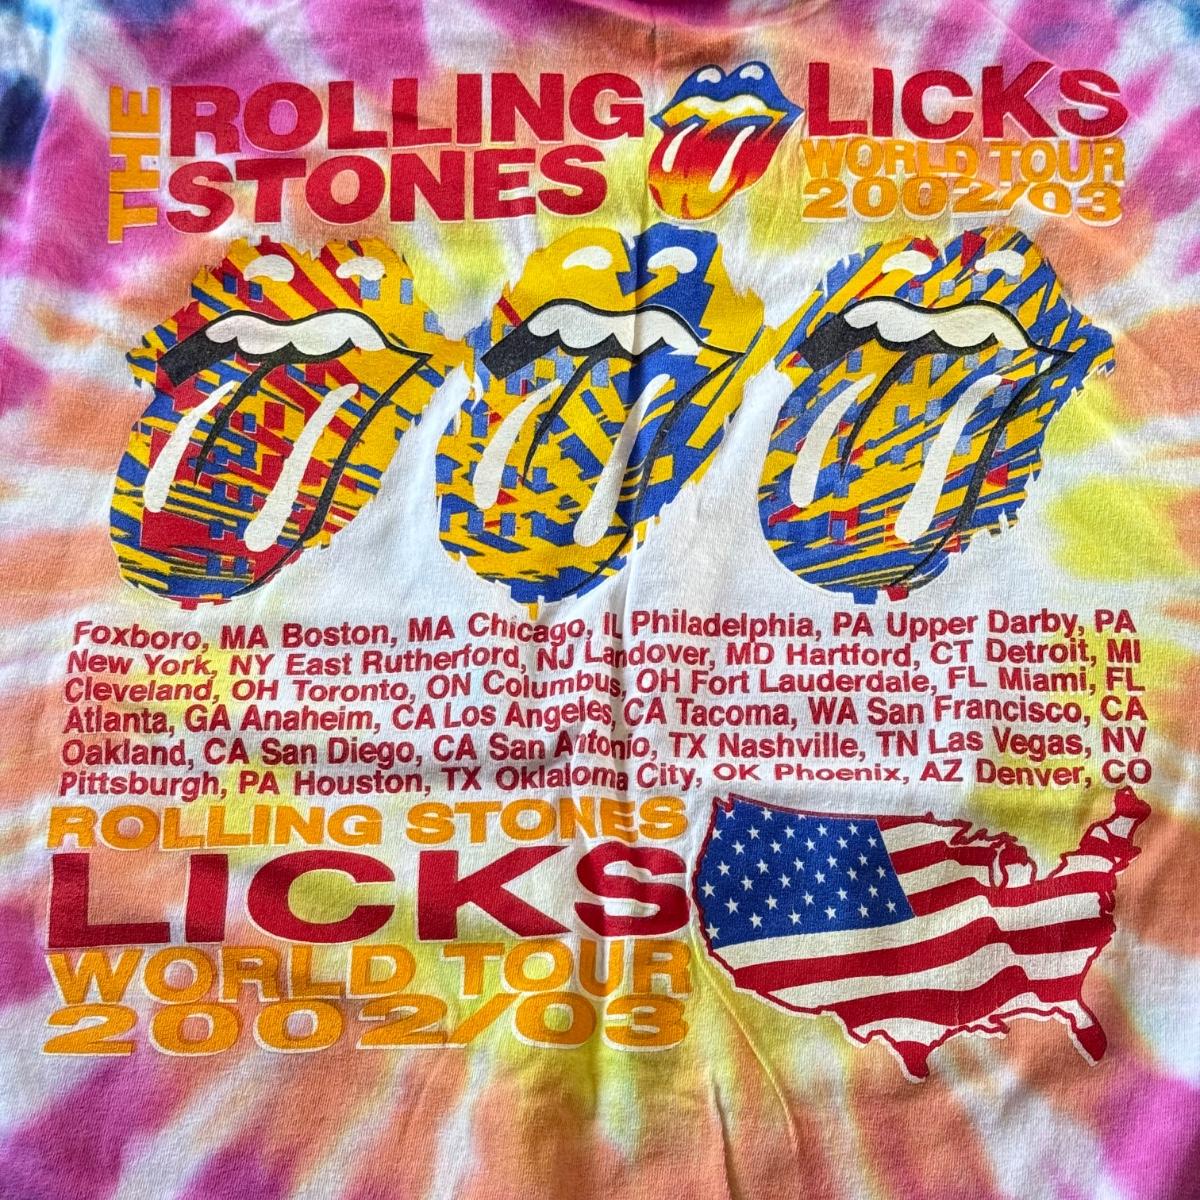 THE ROLLING STONES
LICKS
WORLD TOUR
2002/03
Foxboro, MA Boston, MA Chicago, IL Philadelphia, PA Upper Darby, PA
New York, NY East Rutherford, NJ Landover, MD Hartford, CT Detroit, MI
Cleveland, OH Toronto, ON Columbus, OH Fort Lauderdale, FL Miami, FL
Atlanta, GA Anaheim, CA Los Angeles, CA Tacoma, WA San Francisco, CA
Oakland, CA San Diego, CA San Antonio, TX Nashville, TN Las Vegas, NV
Pittsburgh, PA Houston, TX Oklaloma City, OK Phoenix, AZ Denver, CO
ROLLING STONES
LICKS
WORLD TOUR
2002/03